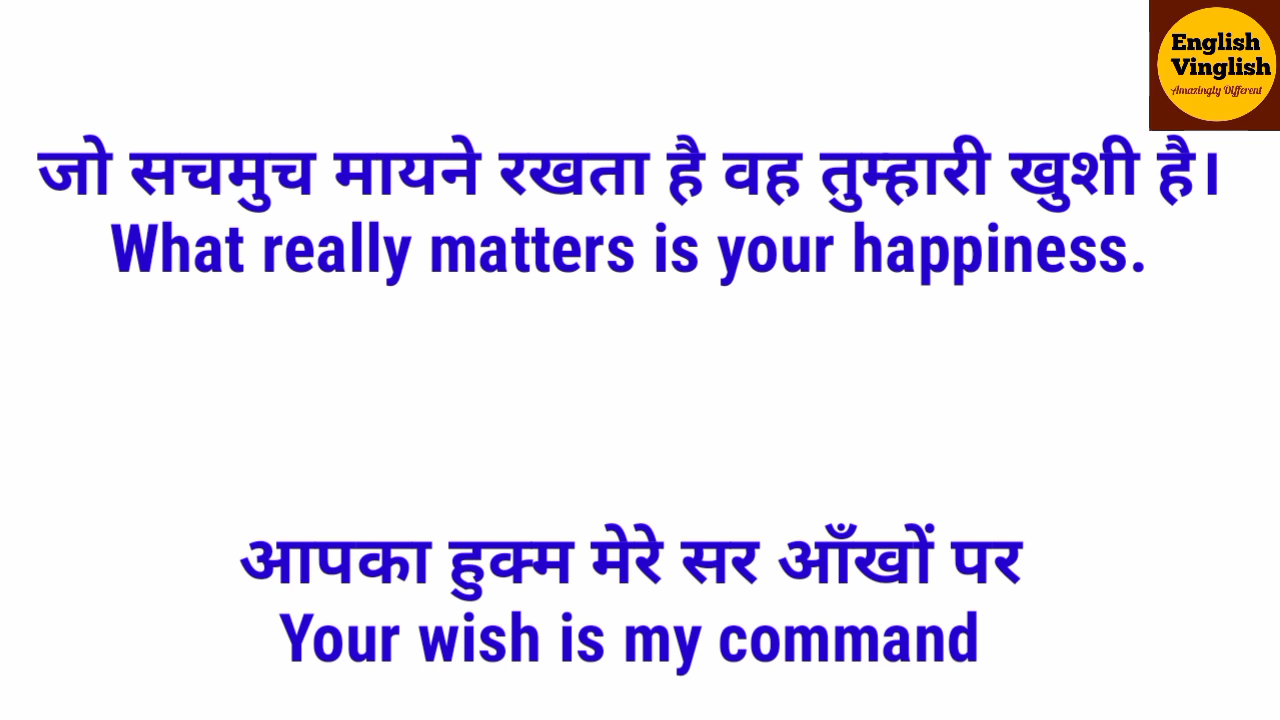 English
Vinglish
Amazingly Different
जो सचमुच मायने रखता है वह तुम्हारी खुशी है।
What really matters is your happiness.
आपका हुक्म मेरे सर आँखों पर
Your wish is my command